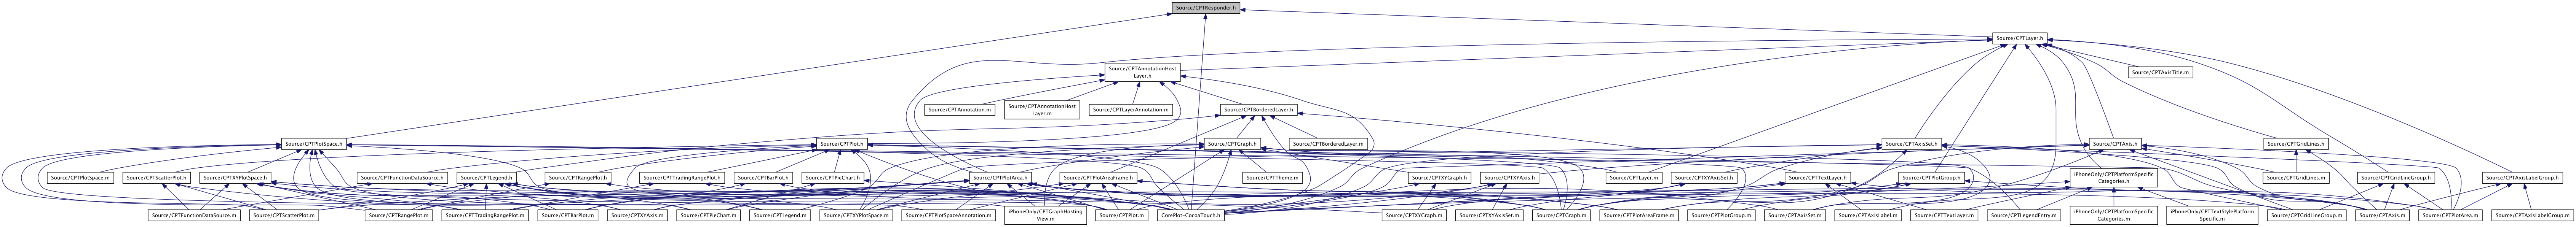 Source/CPTResponder.h
Source/CPTLayer.h
Source/CPTAnnotationHost
Layer.h
Source/CPTAxisTitle.m
Source/CPTAnnotation.m
Source/CPTAnnotationHost
Layer.m
Source/CPTLayerAnnotation.m
Source/CPTBorderedLayer.h
Source/CPTPlotSpace.h
Source/CPTPlot.h
Source/CPTGraph.h
Source/CPTBorderedLayer.m
Source/CPTAxisSet.h
Source/CPTAxis.h
Source/CPTGridLines.h
Source/CPTPlotSpace.m
Source/CPTScatterPlot.h
Source/CPTXYPlotSpace.h
Source/CPTFunctionDataSource.h
Source/CPTLegend.h
Source/CPTRangePlot.h
Source/CPTTradingRangePlot.h
Source/CPTBarPlot.h
Source/CPTPieChart.h
Source/CPTPlotArea.h
Source/CPTPlotAreaFrame.h
Source/CPTTheme.m
Source/CPTXYGraph.h
Source/CPTXYAxis.h
Source/CPTLayer.m
Source/CPTXYAxisSet.h
Source/CPTTextLayer.h
Source/CPTPlotGroup.h
iPhoneOnly/CPTPlatformSpecific
Categories.h
Source/CPTGridLines.m
Source/CPTGridLineGroup.h
Source/CPTAxisLabelGroup.h
Source/CPTFunctionDataSource.m
Source/CPTScatterPlot.m
Source/CPTRangePlot.m
Source/CPTTradingRangePlot.m
Source/CPTBarPlot.m
Source/CPTXYAxis.m
Source/CPTPieChart.m
Source/CPTLegend.m
Source/CPTXYPlotSpace.m
Source/CPTPlotSpaceAnnotation.m
iPhoneOnly/CPTGraphHosting
View.m
Source/CPTPlot.m
CorePlot-CocoaTouch.h
Source/CPTXYGraph.m
Source/CPTXYAxisSet.m
Source/CPTGraph.m
Source/CPTPlotAreaFrame.m
Source/CPTPlotGroup.m
Source/CPTAxisSet.m
Source/CPTAxisLabel.m
Source/CPTTextLayer.m
Source/CPTLegendEntry.m
iPhoneOnly/CPTPlatformSpecific
Categories.m
iPhoneOnly/CPTTextStylePlatform
Specific.m
Source/CPTGridLineGroup.m
Source/CPTAxis.m
Source/CPTPlotArea.m
Source/CPTAxisLabelGroup.m